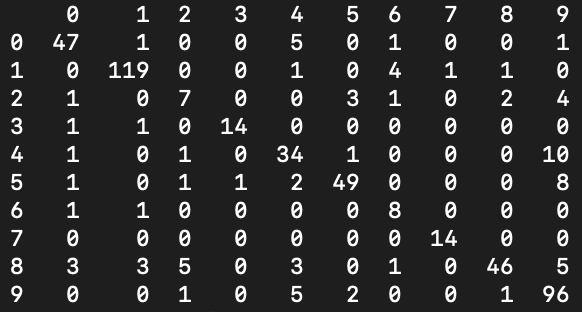 0 1 2 3 4 5 6 7 8 9
0 47 1 0 0 5 0 1 0 0 1
1 0 119 0 0 1 0 4 1 1 0
2 1 0 7 0 0 3 1 0 2 4
3 1 1 0 14 0 0 0 0 0 0
4 1 0 1 0 34 1 0 0 0 10
5 1 0 1 1 2 49 0 0 0 8
6 1 1 0 0 0 0 8 0 0 0
7 0 0 0 0 0 0 0 14 0 0
8 3 3 5 0 3 0 1 0 46 5
9 0 0 1 0 5 2 0 0 1 96